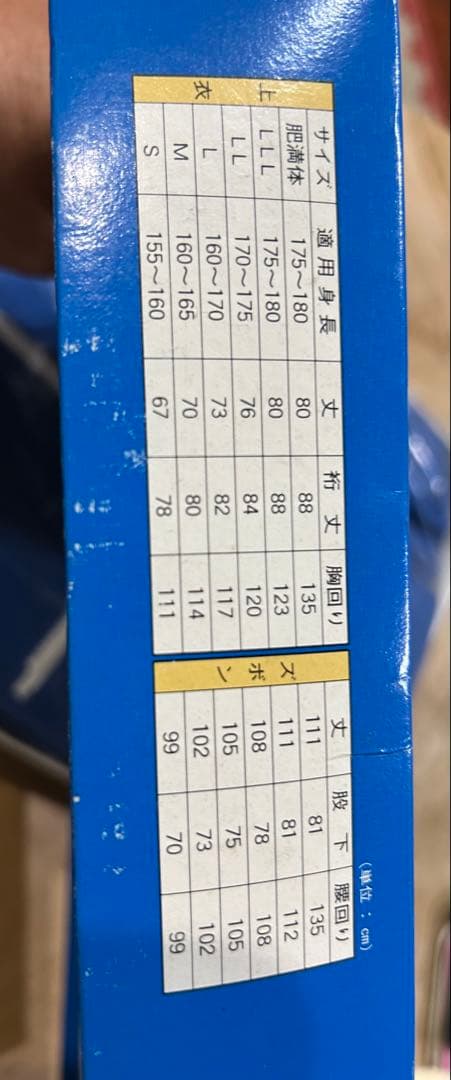 (単位：cm)
上衣 サイズ 適用身長 丈 裄丈 胸回り ズボン 丈 股下 腰回り
肥満体 175～180 80 88 135 111 81 135
LLL 175～180 80 88 123 111 81 112
LL 170～175 76 84 120 108 78 108
L 160～170 73 82 117 105 75 105
M 160～165 70 80 114 102 73 102
S 155～160 67 78 111 99 70 99